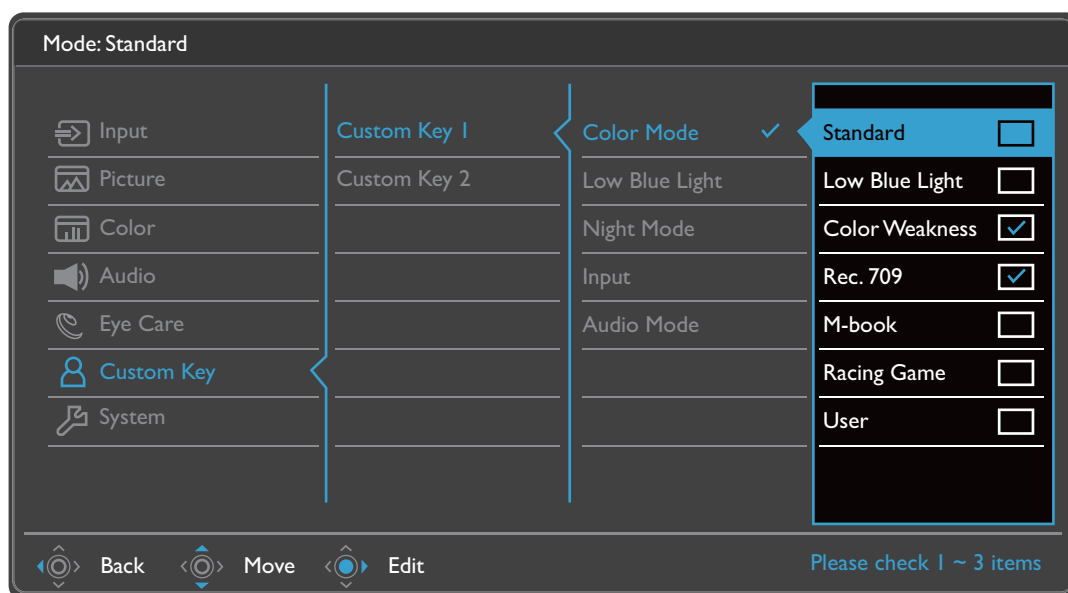 Mode: Standard
Input
Picture
Color
Audio
Eye Care
Custom Key
System
Custom Key 1
Custom Key 2
Color Mode
Low Blue Light
Night Mode
Input
Audio Mode
Standard
Low Blue Light
Color Weakness
Rec. 709
M-book
Racing Game
User
Back
Move
Edit
Please check 1 ~ 3 items